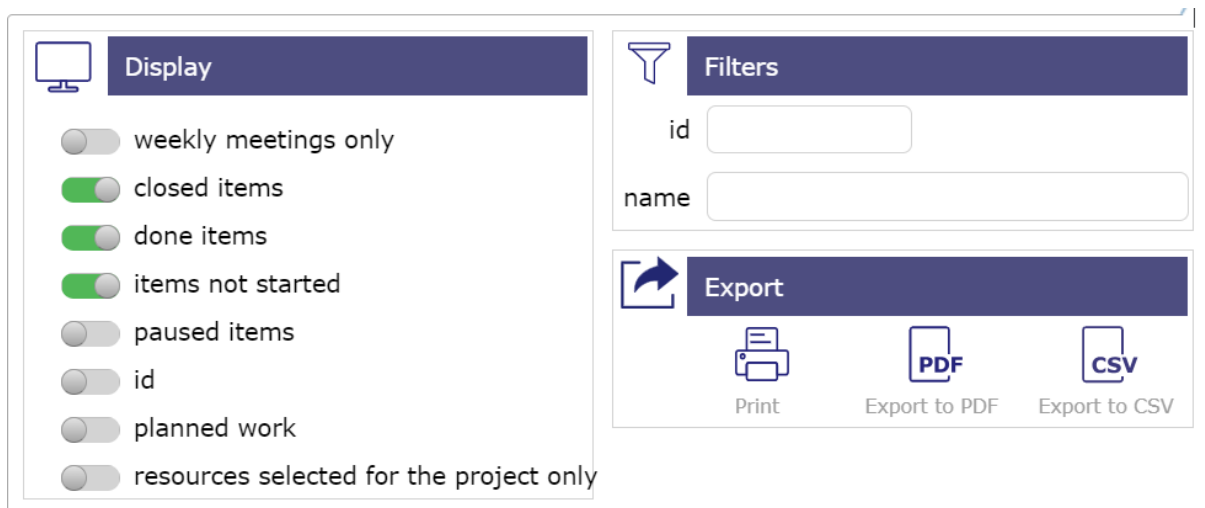 Display
weekly meetings only
closed items
done items
items not started
paused items
id
planned work
resources selected for the project only
Filters
id
name
Export
PDF
CSV
Print
Export to PDF
Export to CSV